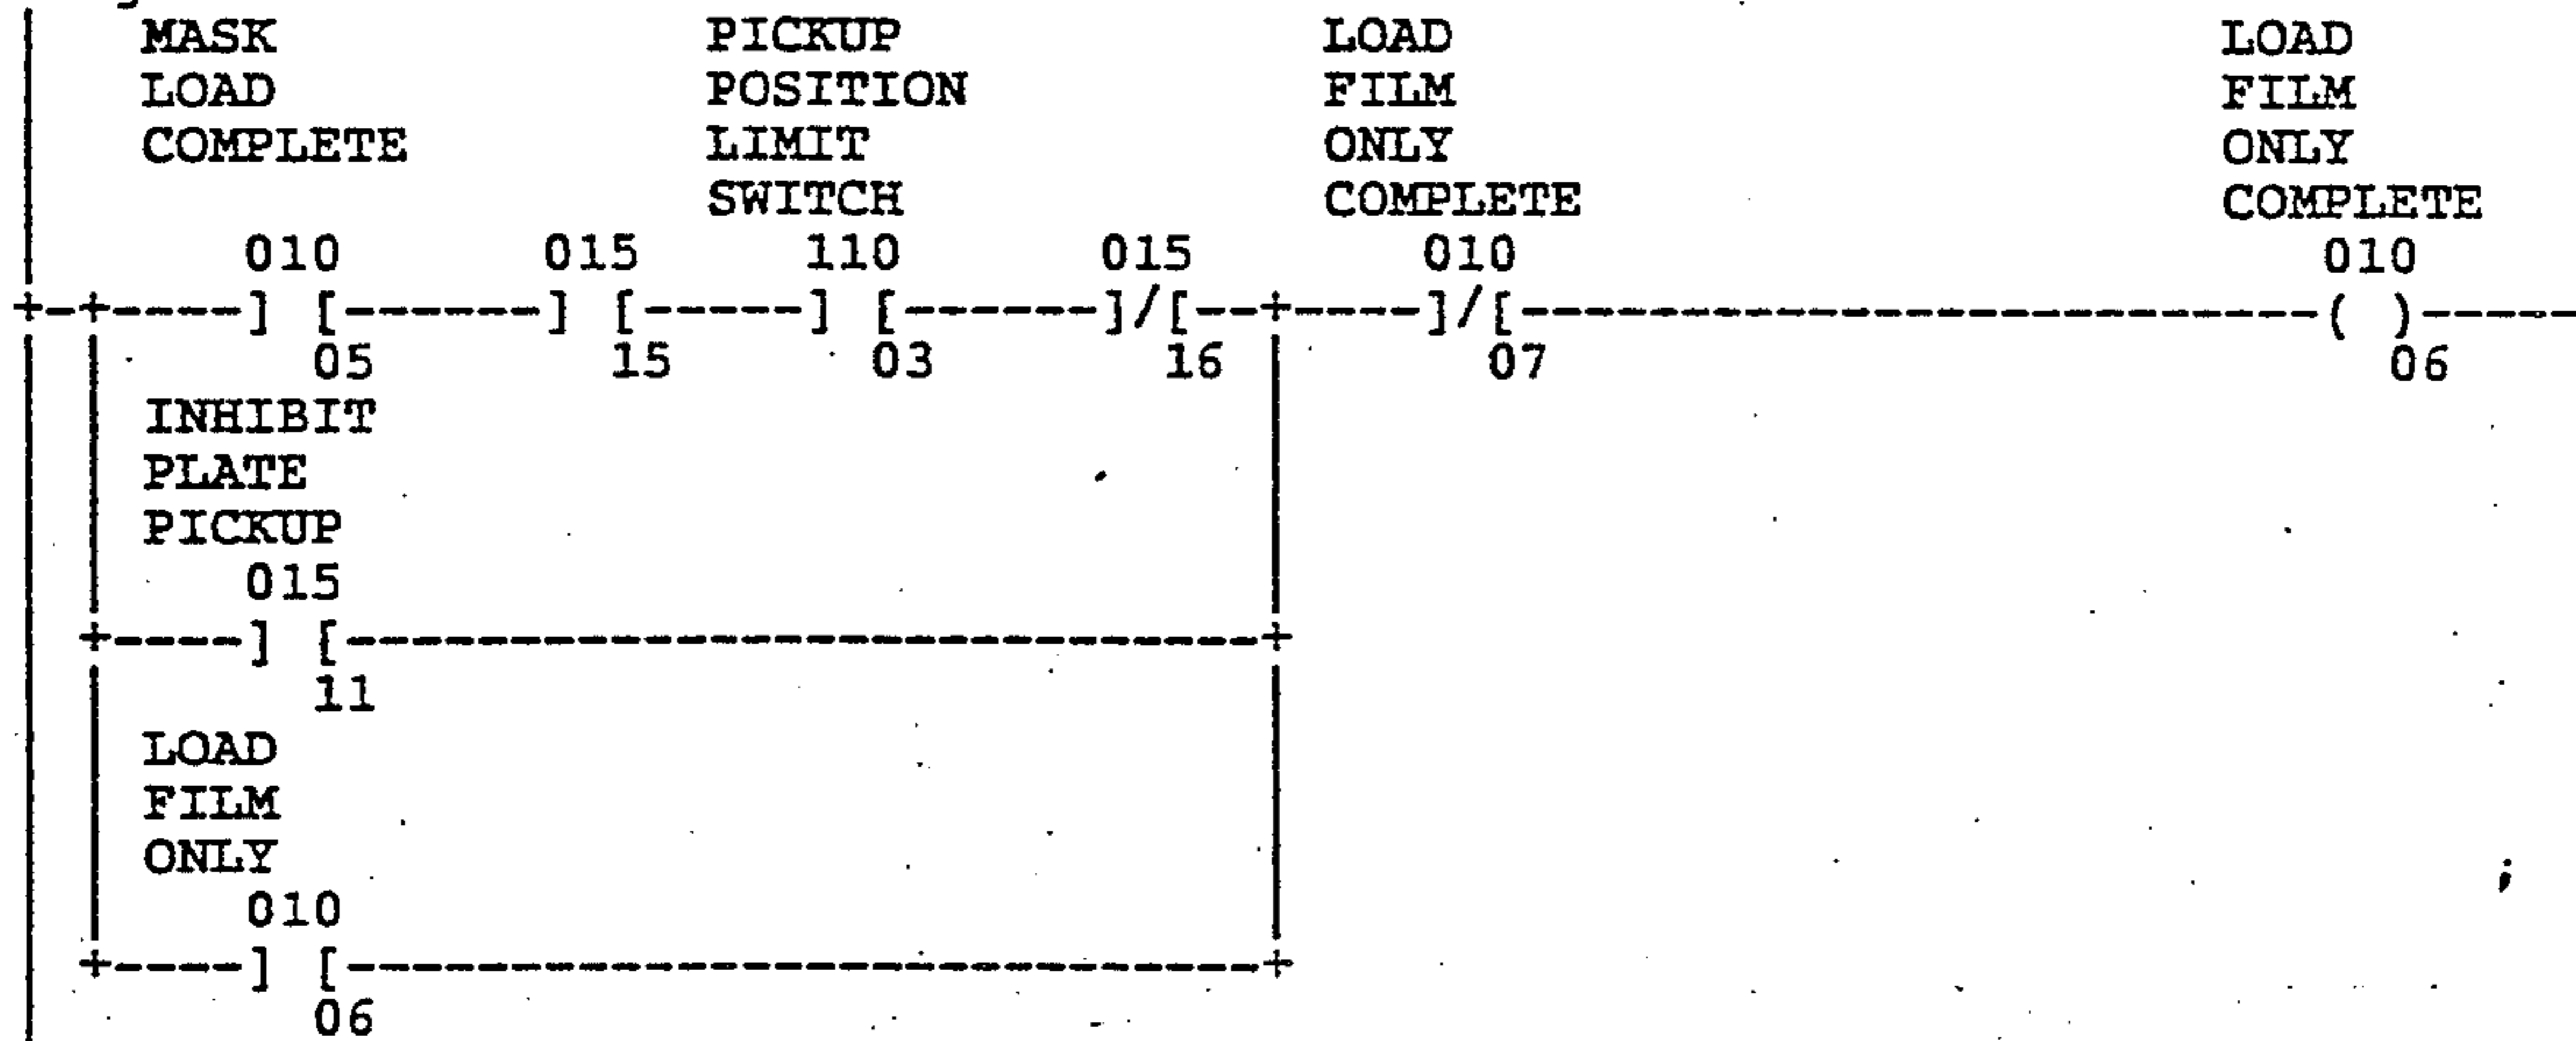 MASK PICKUP LOAD LOAD
LOAD POSITION FILM FILM
COMPLETE LIMIT ONLY ONLY
SWITCH COMPLETE COMPLETE
010 015 110 015 010 010
+-+-----] [------] [-----] [------]/[--+----]/[-------------------------( )-----
05 15 03 16 07 06
INHIBIT
PLATE
PICKUP
015
+----] [----------------------------+
11
LOAD
FILM
ONLY
010
+----] [----------------------------+
06